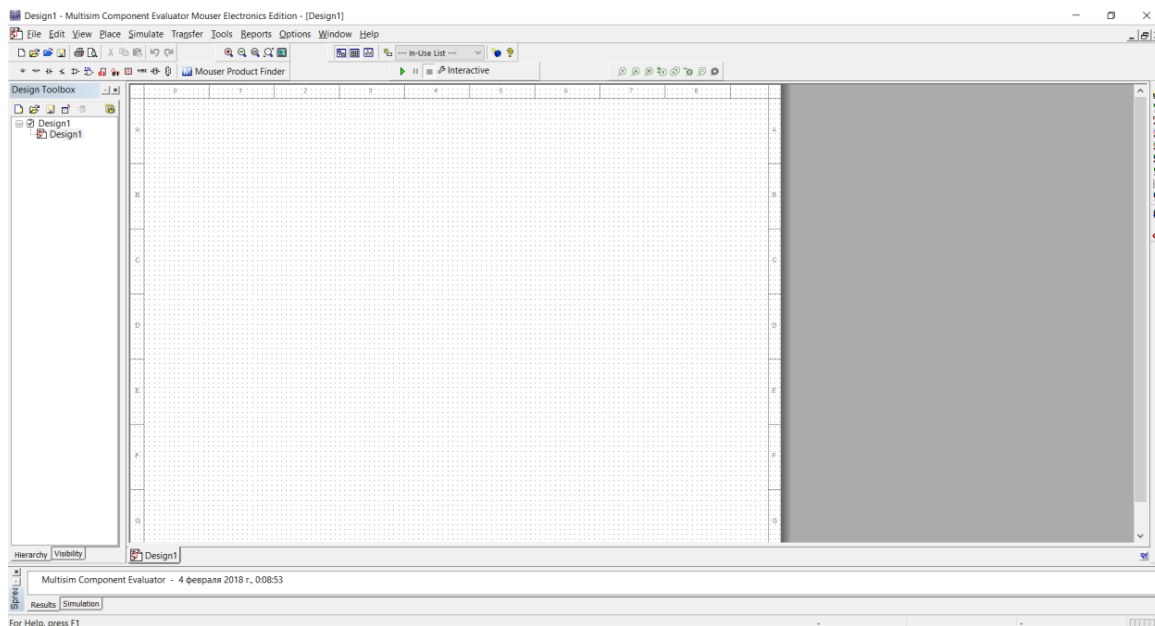 Design1 - Multisim Component Evaluator Mouser Electronics Edition - [Design1]
File Edit View Place Simulate Transfer Tools Reports Options Window Help
--- In-Use List ---
Mouser Product Finder
Interactive
Design Toolbox
Design1
Design1
0 1 2 3 4 5 6 7 8
A A
B B
C C
D D
E E
F F
G G
Hierarchy Visibility
Design1
Multisim Component Evaluator - 4 февраля 2018 г., 0:08:53
Results Simulation
For Help, press F1